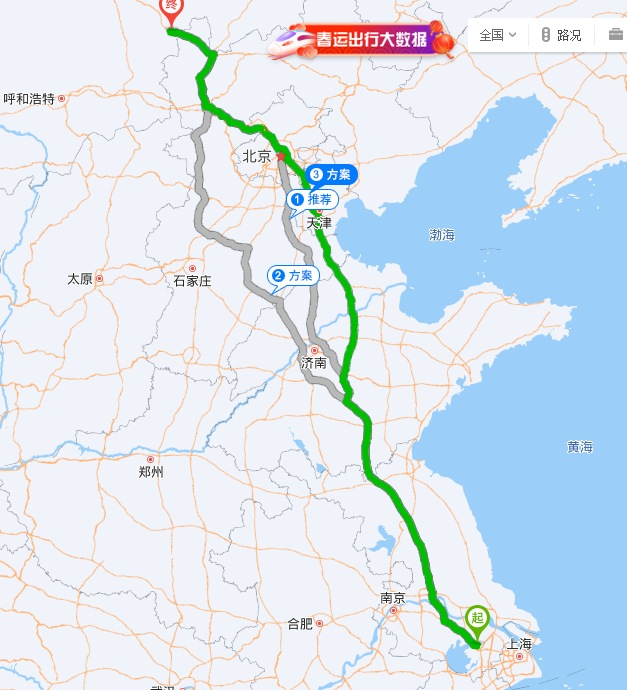 终
春运出行大数据
全国
路况
呼和浩特
北京
3 方案
1 推荐
天津
渤海
2 方案
太原
石家庄
济南
黄海
郑州
南京
起
合肥
上海
武汉